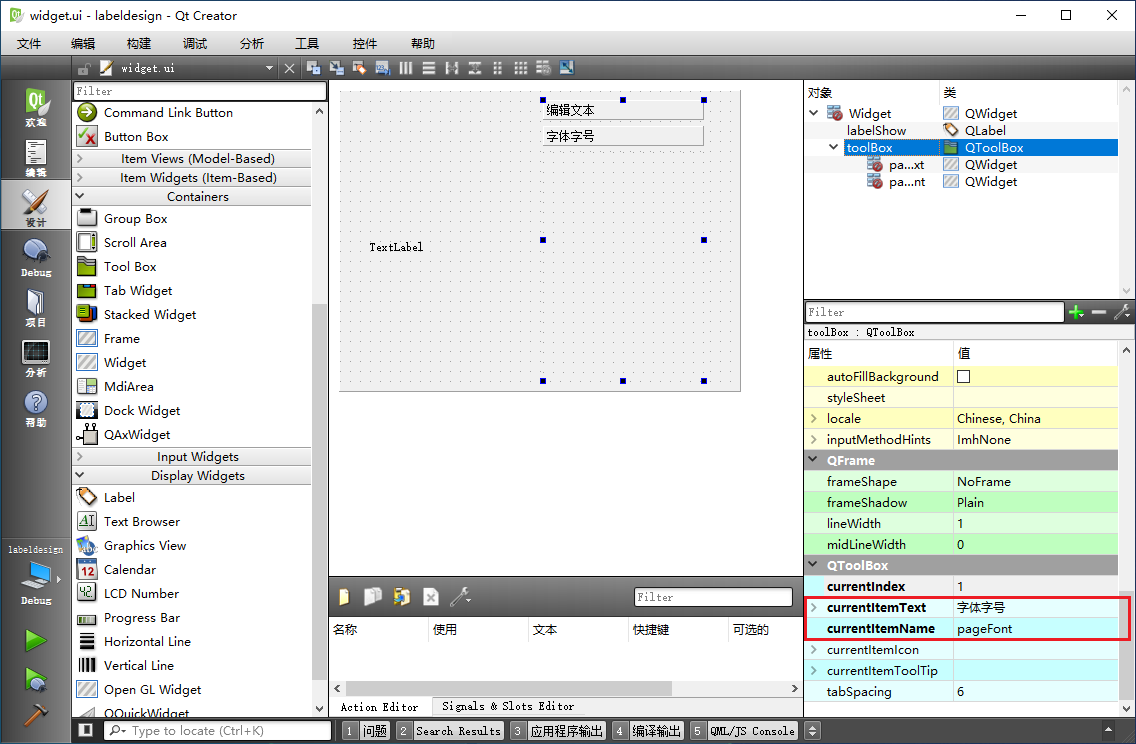 widget.ui - labeldesign - Qt Creator
文件 编辑 构建 调试 分析 工具 控件 帮助
widget.ui
Qt
欢迎
编辑
设计
Debug
项目
分析
帮助
labeldesign
Debug
Filter
Command Link Button
Button Box
Item Views (Model-Based)
Item Widgets (Item-Based)
Containers
Group Box
Scroll Area
Tool Box
Tab Widget
Stacked Widget
Frame
Widget
MdiArea
Dock Widget
QAxWidget
Input Widgets
Display Widgets
Label
Text Browser
Graphics View
Calendar
LCD Number
Progress Bar
Horizontal Line
Vertical Line
Open GL Widget
QQuickWidget
编辑文本
字体字号
TextLabel
Filter
名称 使用 文本 快捷键 可选的
Action Editor Signals & Slots Editor
对象 类
Widget QWidget
labelShow QLabel
toolBox QToolBox
pa...xt QWidget
pa...nt QWidget
Filter
toolBox : QToolBox
属性 值
autoFillBackground
styleSheet
locale Chinese, China
inputMethodHints ImhNone
QFrame
frameShape NoFrame
frameShadow Plain
lineWidth 1
midLineWidth 0
QToolBox
currentIndex 1
currentItemText 字体字号
currentItemName pageFont
currentItemIcon
currentItemToolTip
tabSpacing 6
Type to locate (Ctrl+K) 1 问题 2 Search Results 3 应用程序输出 4 编译输出 5 QML/JS Console